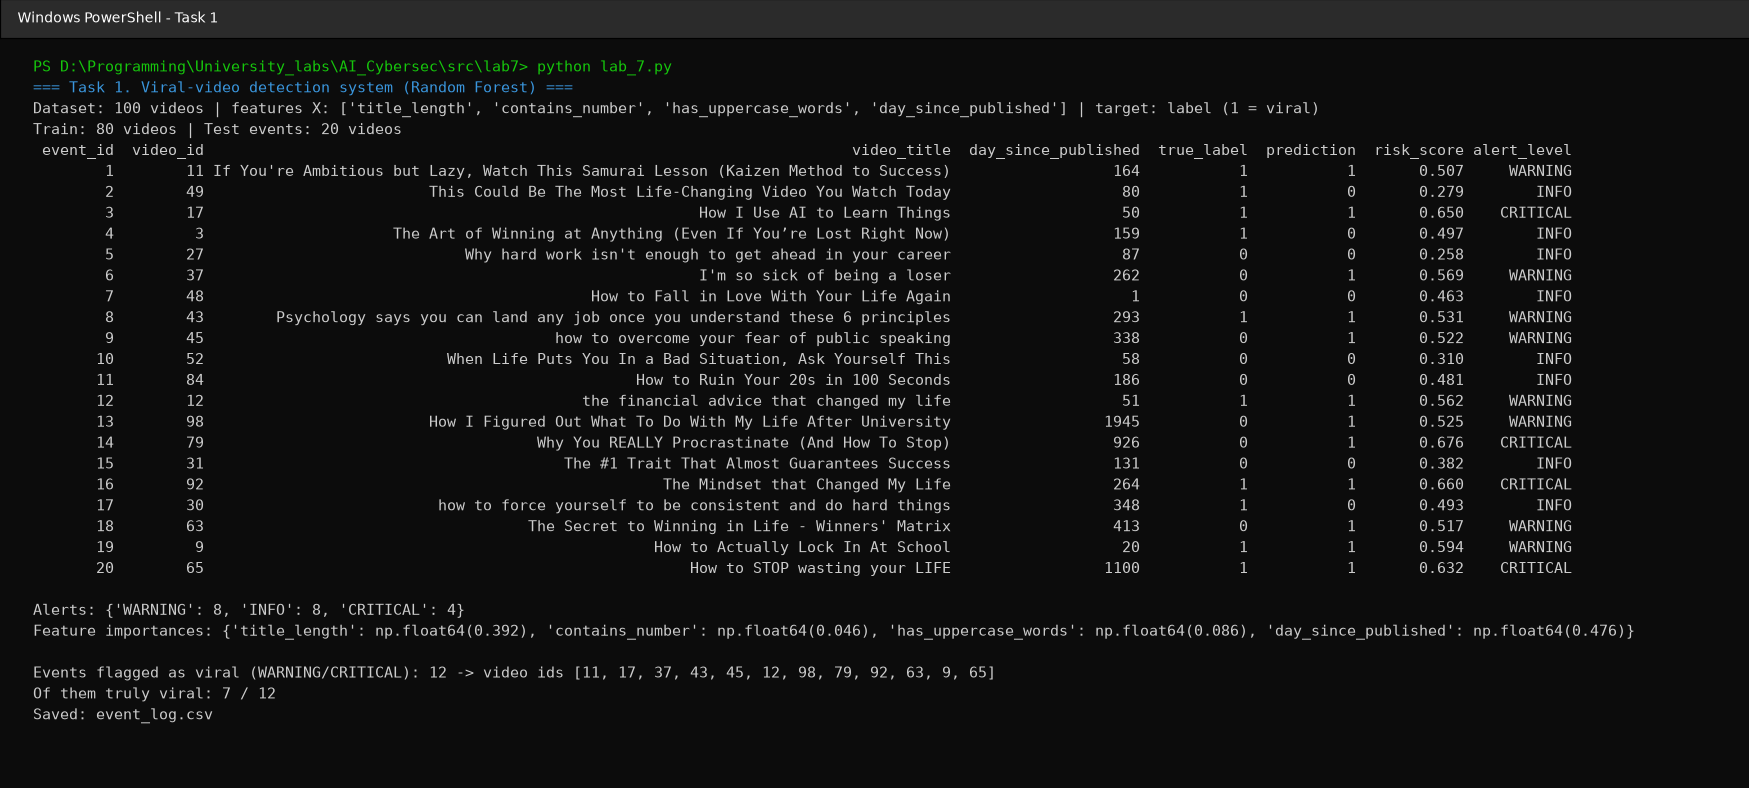 Windows PowerShell - Task 1
PS D:\Programming\University_labs\AI_Cybersec\src\lab7> python lab_7.py
=== Task 1. Viral-video detection system (Random Forest) ===
Dataset: 100 videos | features X: ['title_length', 'contains_number', 'has_uppercase_words', 'day_since_published'] | target: label (1 = viral)
Train: 80 videos | Test events: 20 videos
event_id video_id video_title day_since_published true_label prediction risk_score alert_level
1 11 If You're Ambitious but Lazy, Watch This Samurai Lesson (Kaizen Method to Success) 164 1 1 0.507 WARNING
2 49 This Could Be The Most Life-Changing Video You Watch Today 80 1 0 0.279 INFO
3 17 How I Use AI to Learn Things 50 1 1 0.650 CRITICAL
4 3 The Art of Winning at Anything (Even If You’re Lost Right Now) 159 1 0 0.497 INFO
5 27 Why hard work isn't enough to get ahead in your career 87 0 0 0.258 INFO
6 37 I'm so sick of being a loser 262 0 1 0.569 WARNING
7 48 How to Fall in Love With Your Life Again 1 0 0 0.463 INFO
8 43 Psychology says you can land any job once you understand these 6 principles 293 1 1 0.531 WARNING
9 45 how to overcome your fear of public speaking 338 0 1 0.522 WARNING
10 52 When Life Puts You In a Bad Situation, Ask Yourself This 58 0 0 0.310 INFO
11 84 How to Ruin Your 20s in 100 Seconds 186 0 0 0.481 INFO
12 12 the financial advice that changed my life 51 1 1 0.562 WARNING
13 98 How I Figured Out What To Do With My Life After University 1945 0 1 0.525 WARNING
14 79 Why You REALLY Procrastinate (And How To Stop) 926 0 1 0.676 CRITICAL
15 31 The #1 Trait That Almost Guarantees Success 131 0 0 0.382 INFO
16 92 The Mindset that Changed My Life 264 1 1 0.660 CRITICAL
17 30 how to force yourself to be consistent and do hard things 348 1 0 0.493 INFO
18 63 The Secret to Winning in Life - Winners' Matrix 413 0 1 0.517 WARNING
19 9 How to Actually Lock In At School 20 1 1 0.594 WARNING
20 65 How to STOP wasting your LIFE 1100 1 1 0.632 CRITICAL
Alerts: {'WARNING': 8, 'INFO': 8, 'CRITICAL': 4}
Feature importances: {'title_length': np.float64(0.392), 'contains_number': np.float64(0.046), 'has_uppercase_words': np.float64(0.086), 'day_since_published': np.float64(0.476)}
Events flagged as viral (WARNING/CRITICAL): 12 -> video ids [11, 17, 37, 43, 45, 12, 98, 79, 92, 63, 9, 65]
Of them truly viral: 7 / 12
Saved: event_log.csv